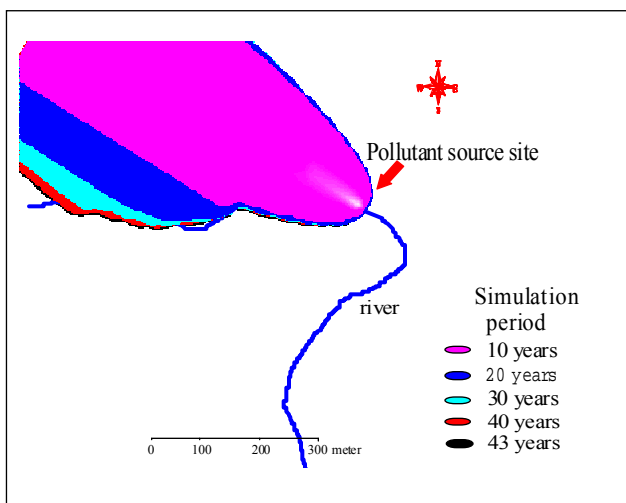 Pollutant source site
river
Simulation
period
10 years
20 years
30 years
40 years
43 years
0 100 200 300 meter